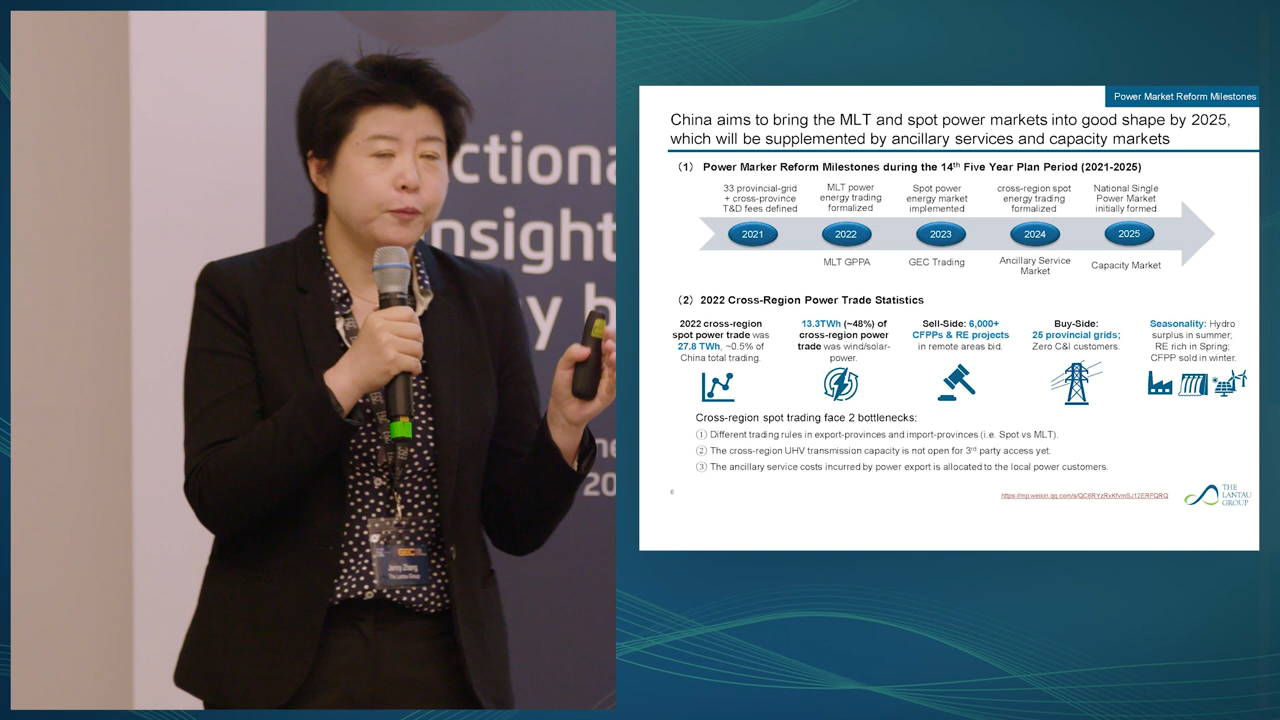 ctiona
nsight
y b
ne
20
GEC
Jenny Zhang
The Lantau Group
Power Market Reform Milestones
China aims to bring the MLT and spot power markets into good shape by 2025,
which will be supplemented by ancillary services and capacity markets
(1) Power Marker Reform Milestones during the 14th Five Year Plan Period (2021-2025)
33 provincial-grid
+ cross-province
T&D fees defined
MLT power
energy trading
formalized
Spot power
energy market
implemented
cross-region spot
energy trading
formalized
National Single
Power Market
initially formed
2021
2022
2023
2024
2025
MLT GPPA
GEC Trading
Ancillary Service
Market
Capacity Market
(2) 2022 Cross-Region Power Trade Statistics
2022 cross-region
spot power trade was
27.8 TWh, ~0.5% of
China total trading.
13.3TWh (~48%) of
cross-region power
trade was wind/solar-
power.
Sell-Side: 6,000+
CFPPs & RE projects
in remote areas bid.
Buy-Side:
25 provincial grids;
Zero C&I customers.
Seasonality: Hydro
surplus in summer;
RE rich in Spring;
CFPP sold in winter.
Cross-region spot trading face 2 bottlenecks:
① Different trading rules in export-provinces and import-provinces (i.e. Spot vs MLT).
② The cross-region UHV transmission capacity is not open for 3rd party access yet.
③ The ancillary service costs incurred by power export is allocated to the local power customers.
6
THE
LANTAU
GROUP